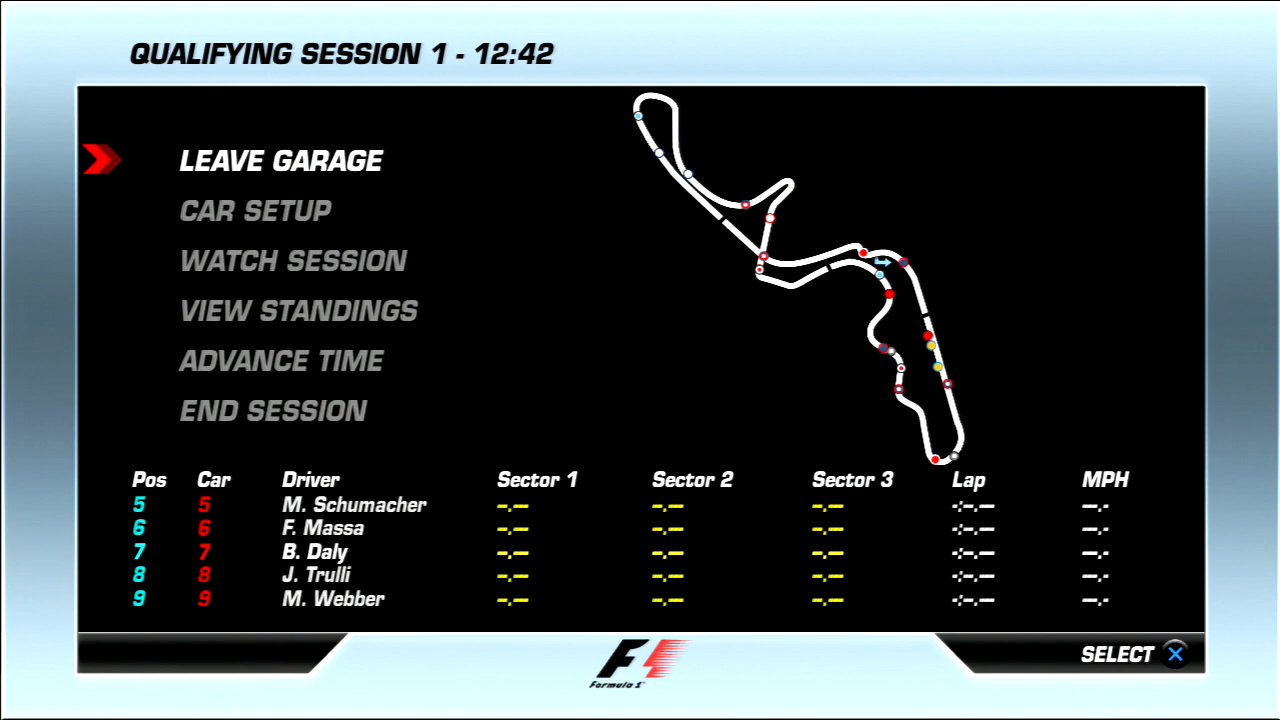 QUALIFYING SESSION 1 - 12:42
LEAVE GARAGE
CAR SETUP
WATCH SESSION
VIEW STANDINGS
ADVANCE TIME
END SESSION
Pos Car Driver Sector 1 Sector 2 Sector 3 Lap MPH
5 5 M. Schumacher -.-- -.-- -.-- -:-.-- --.-
6 6 F. Massa -.-- -.-- -.-- -:-.-- --.-
7 7 B. Daly -.-- -.-- -.-- -:-.-- --.-
8 8 J. Trulli -.-- -.-- -.-- -:-.-- --.-
9 9 M. Webber -.-- -.-- -.-- -:-.-- --.-
F1
Formula 1
SELECT